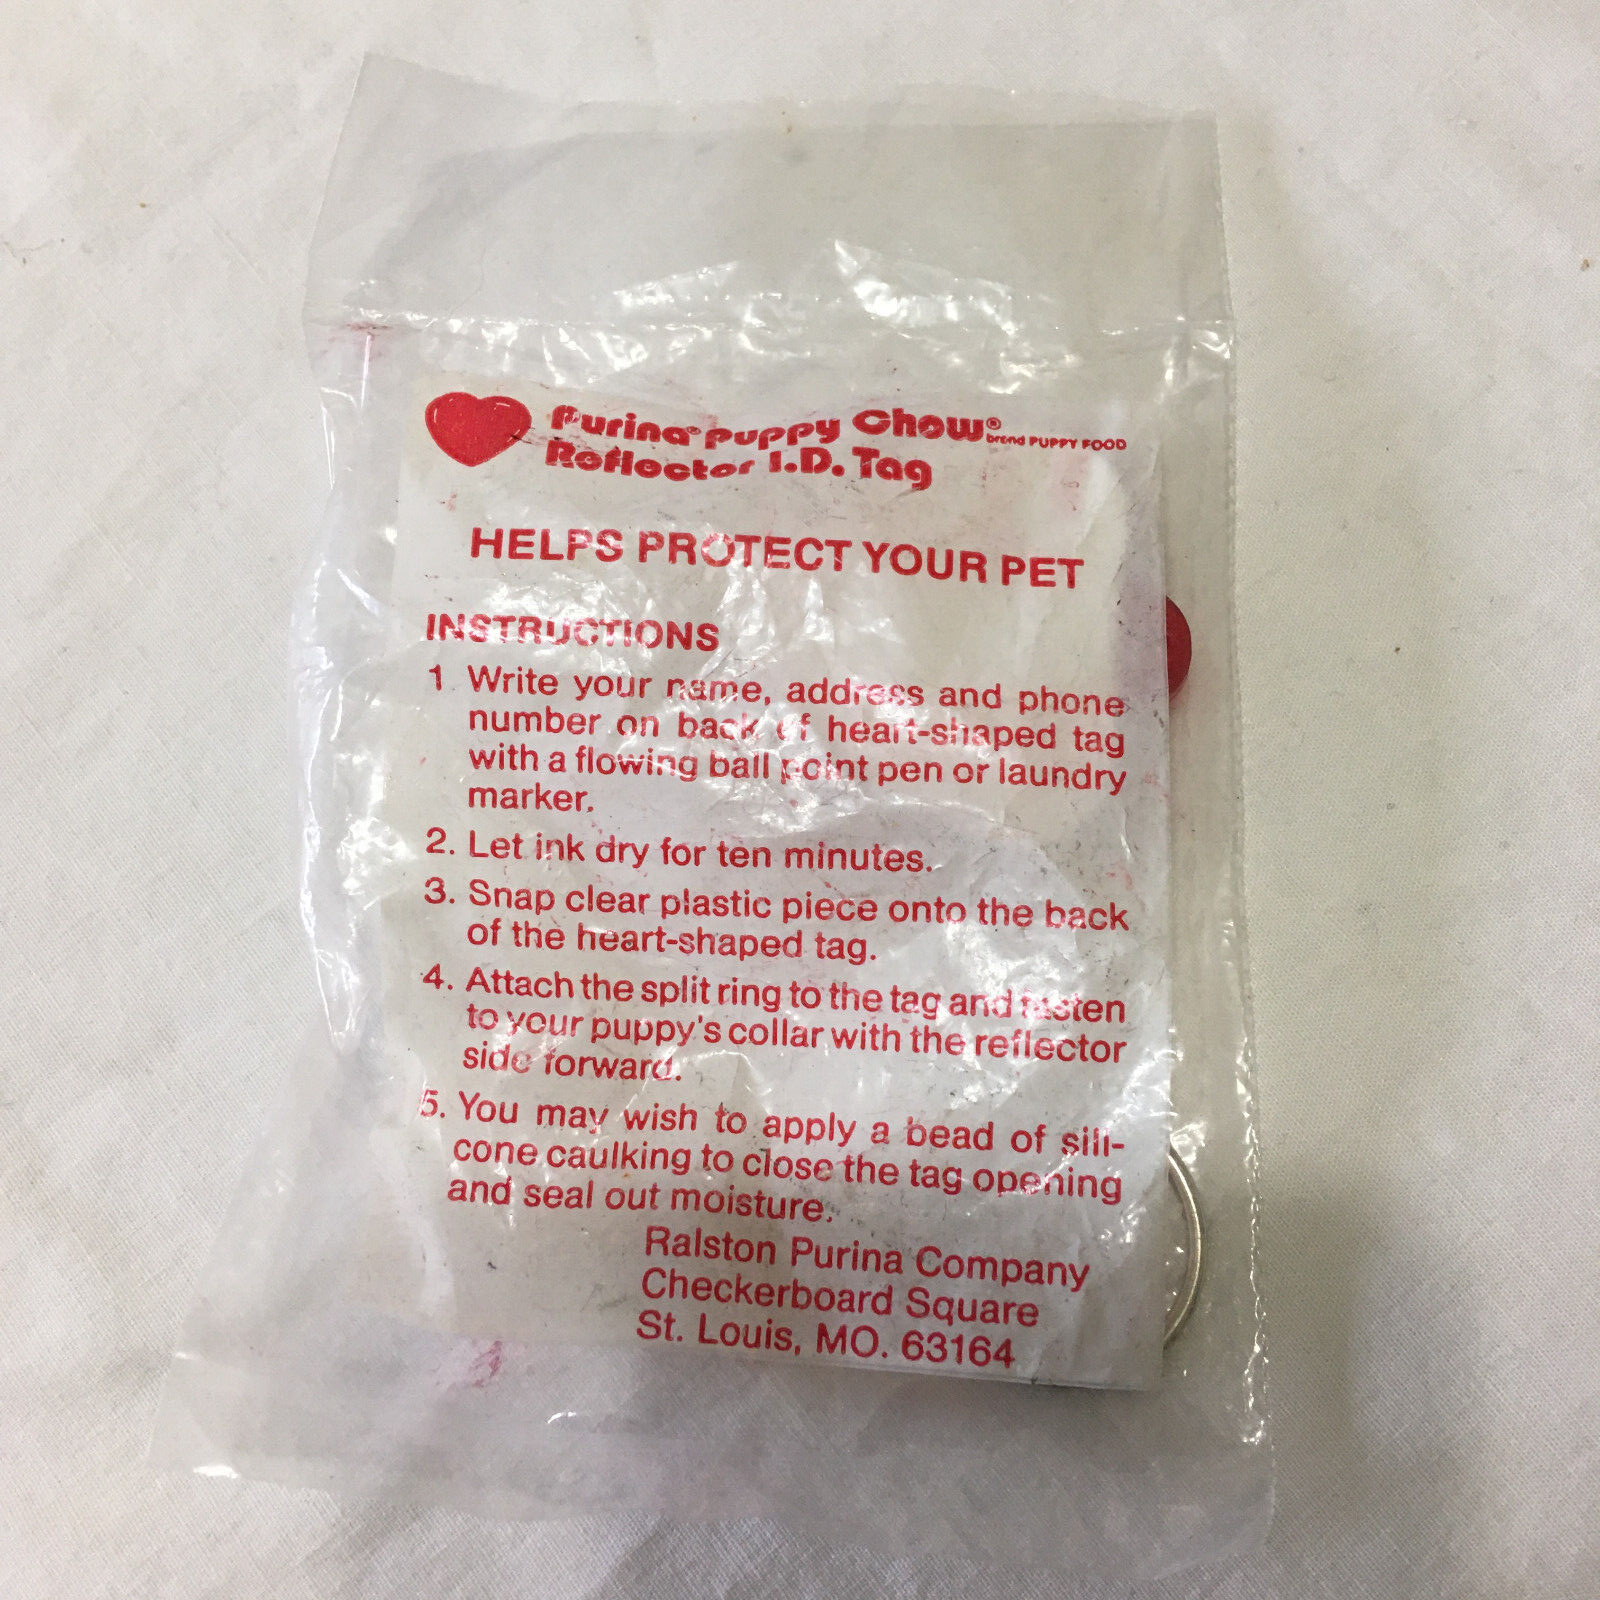 Purina® Puppy Chow® brand PUPPY FOOD
Reflector I.D. Tag
HELPS PROTECT YOUR PET
INSTRUCTIONS
1 Write your name, address and phone
number on back of heart-shaped tag
with a flowing ball point pen or laundry
marker.
2. Let ink dry for ten minutes.
3. Snap clear plastic piece onto the back
of the heart-shaped tag.
4. Attach the split ring to the tag and fasten
to your puppy's collar with the reflector
side forward.
5. You may wish to apply a bead of sili-
cone caulking to close the tag opening
and seal out moisture.
Ralston Purina Company
Checkerboard Square
St. Louis, MO. 63164